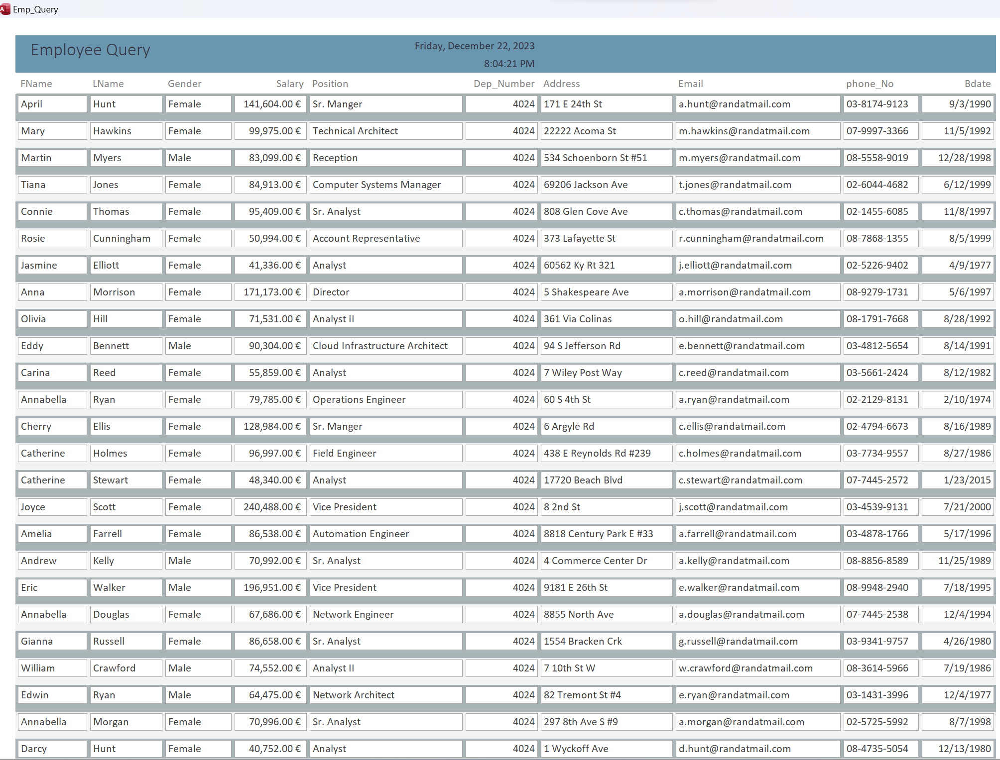 A Emp_Query
Employee Query
Friday, December 22, 2023
8:04:21 PM
FName LName Gender Salary Position Dep_Number Address Email phone_No Bdate
April Hunt Female 141,604.00 € Sr. Manger 4024 171 E 24th St a.hunt@randatmail.com 03-8174-9123 9/3/1990
Mary Hawkins Female 99,975.00 € Technical Architect 4024 22222 Acoma St m.hawkins@randatmail.com 07-9997-3366 11/5/1992
Martin Myers Male 83,099.00 € Reception 4024 534 Schoenborn St #51 m.myers@randatmail.com 08-5558-9019 12/28/1998
Tiana Jones Female 84,913.00 € Computer Systems Manager 4024 69206 Jackson Ave t.jones@randatmail.com 02-6044-4682 6/12/1999
Connie Thomas Female 95,409.00 € Sr. Analyst 4024 808 Glen Cove Ave c.thomas@randatmail.com 02-1455-6085 11/8/1997
Rosie Cunningham Female 50,994.00 € Account Representative 4024 373 Lafayette St r.cunningham@randatmail.com 08-7868-1355 8/5/1999
Jasmine Elliott Female 41,336.00 € Analyst 4024 60562 Ky Rt 321 j.elliott@randatmail.com 02-5226-9402 4/9/1977
Anna Morrison Female 171,173.00 € Director 4024 5 Shakespeare Ave a.morrison@randatmail.com 08-9279-1731 5/6/1997
Olivia Hill Female 71,531.00 € Analyst II 4024 361 Via Colinas o.hill@randatmail.com 08-1791-7668 8/28/1992
Eddy Bennett Male 90,304.00 € Cloud Infrastructure Architect 4024 94 S Jefferson Rd e.bennett@randatmail.com 03-4812-5654 8/14/1991
Carina Reed Female 55,859.00 € Analyst 4024 7 Wiley Post Way c.reed@randatmail.com 03-5661-2424 8/12/1982
Annabella Ryan Female 79,785.00 € Operations Engineer 4024 60 S 4th St a.ryan@randatmail.com 02-2129-8131 2/10/1974
Cherry Ellis Female 128,984.00 € Sr. Manger 4024 6 Argyle Rd c.ellis@randatmail.com 02-4794-6673 8/16/1989
Catherine Holmes Female 96,997.00 € Field Engineer 4024 438 E Reynolds Rd #239 c.holmes@randatmail.com 03-7734-9557 8/27/1986
Catherine Stewart Female 48,340.00 € Analyst 4024 17720 Beach Blvd c.stewart@randatmail.com 07-7445-2572 1/23/2015
Joyce Scott Female 240,488.00 € Vice President 4024 8 2nd St j.scott@randatmail.com 03-4539-9131 7/21/2000
Amelia Farrell Female 86,538.00 € Automation Engineer 4024 8818 Century Park E #33 a.farrell@randatmail.com 03-4878-1766 5/17/1996
Andrew Kelly Male 70,992.00 € Sr. Analyst 4024 4 Commerce Center Dr a.kelly@randatmail.com 08-8856-8589 11/25/1989
Eric Walker Male 196,951.00 € Vice President 4024 9181 E 26th St e.walker@randatmail.com 08-9948-2940 7/18/1995
Annabella Douglas Female 67,686.00 € Network Engineer 4024 8855 North Ave a.douglas@randatmail.com 07-7445-2538 12/4/1994
Gianna Russell Female 86,658.00 € Sr. Analyst 4024 1554 Bracken Crk g.russell@randatmail.com 03-9341-9757 4/26/1980
William Crawford Male 74,552.00 € Analyst II 4024 7 10th St W w.crawford@randatmail.com 08-3614-5966 7/19/1986
Edwin Ryan Male 64,475.00 € Network Architect 4024 82 Tremont St #4 e.ryan@randatmail.com 03-1431-3996 12/4/1977
Annabella Morgan Female 70,996.00 € Sr. Analyst 4024 297 8th Ave S #9 a.morgan@randatmail.com 02-5725-5992 8/7/1998
Darcy Hunt Female 40,752.00 € Analyst 4024 1 Wyckoff Ave d.hunt@randatmail.com 08-4735-5054 12/13/1980